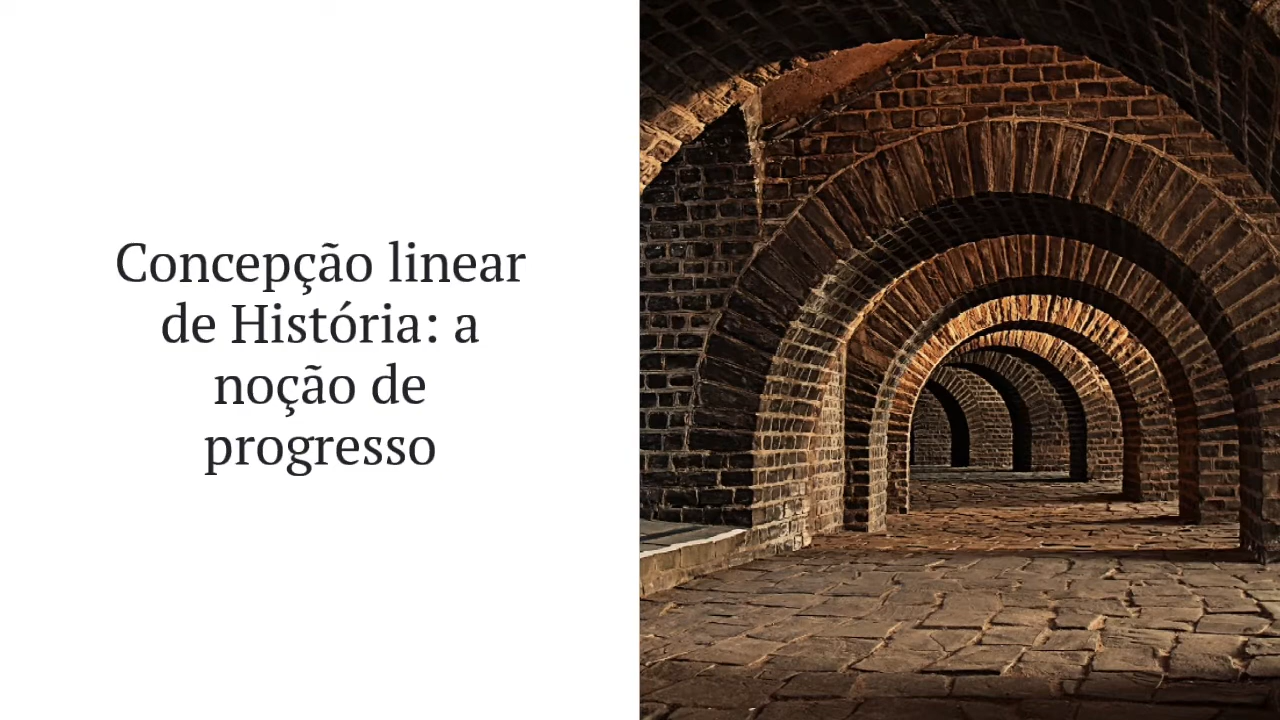 Concepção linear
de História: a
noção de
progresso